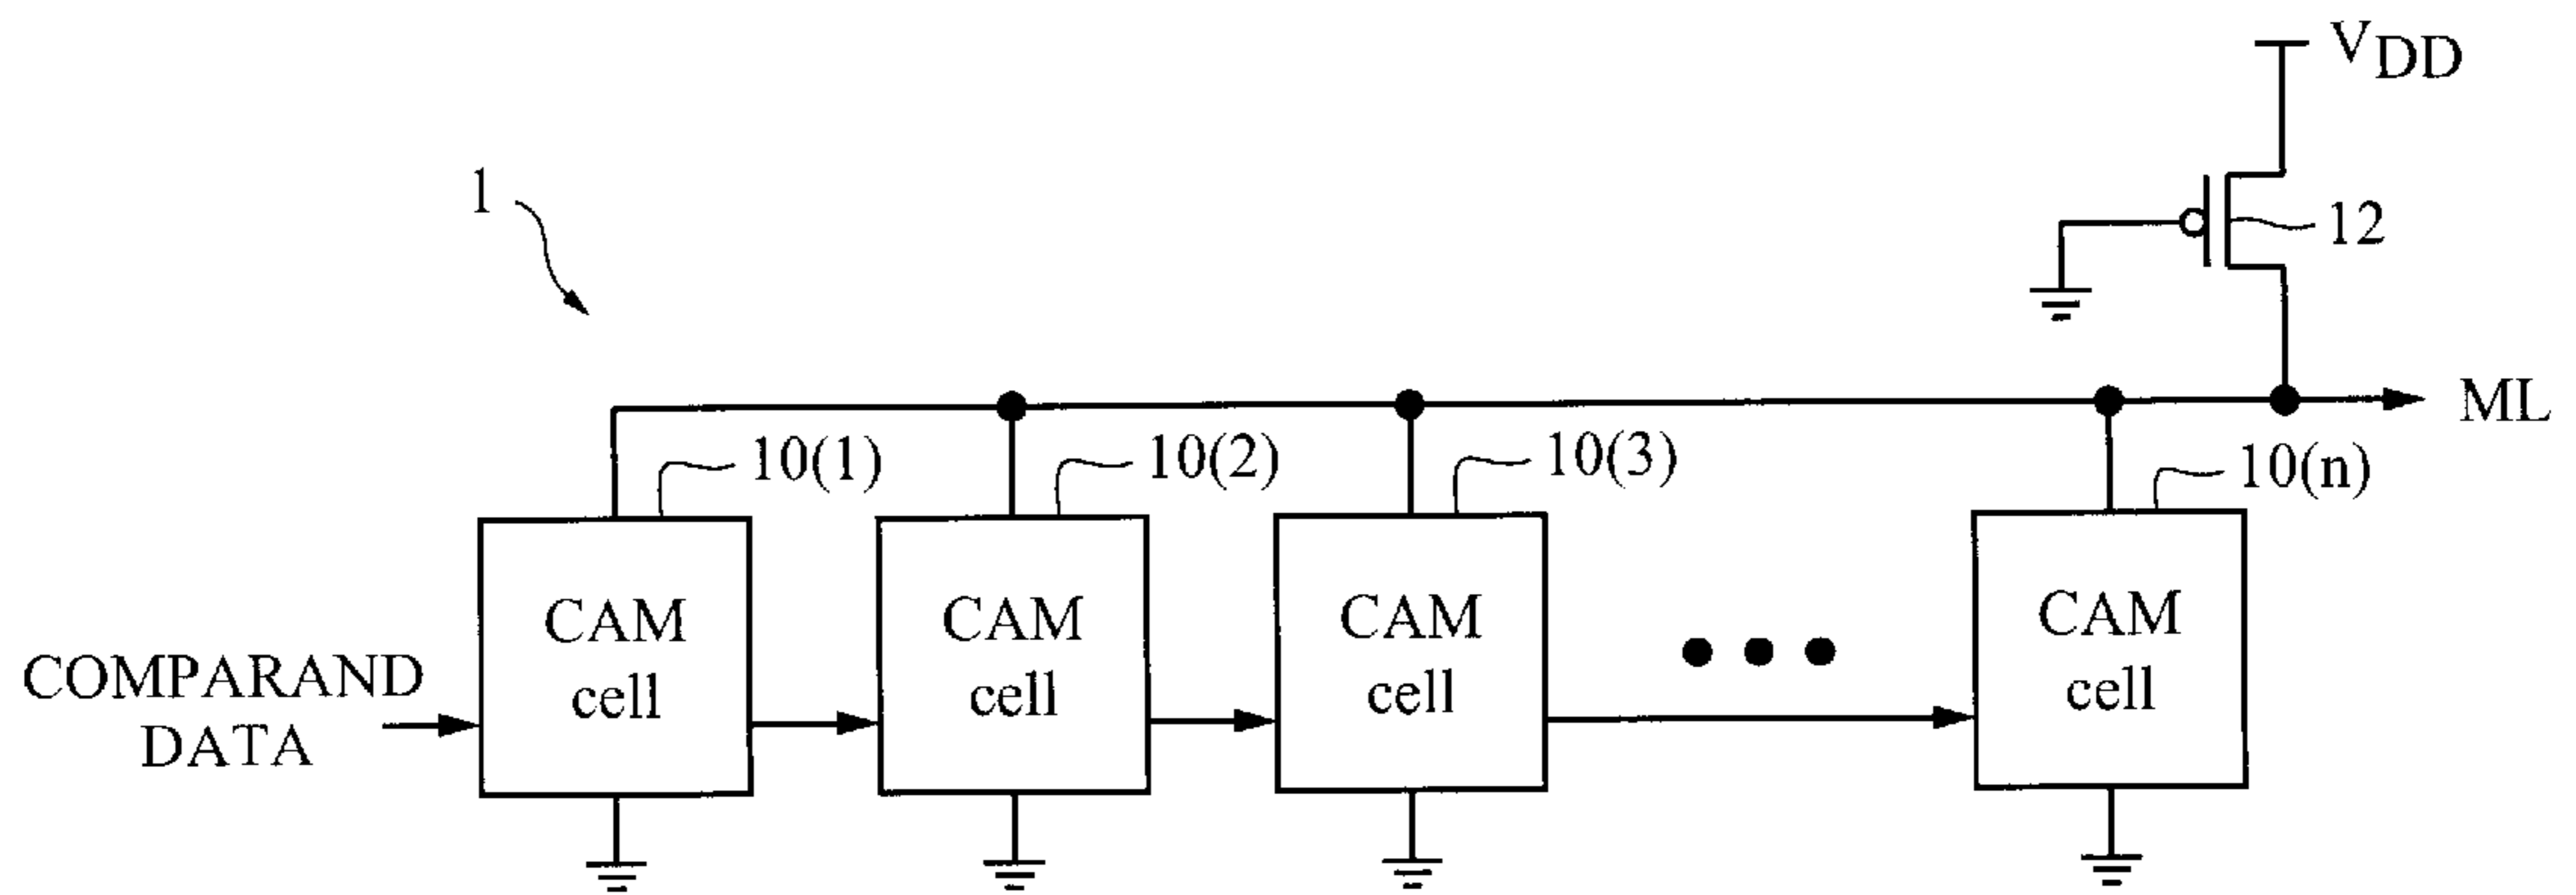 VDD
1
12
ML
10(1)
10(2)
10(3)
10(n)
CAM
cell
CAM
cell
CAM
cell
CAM
cell
COMPARAND
DATA